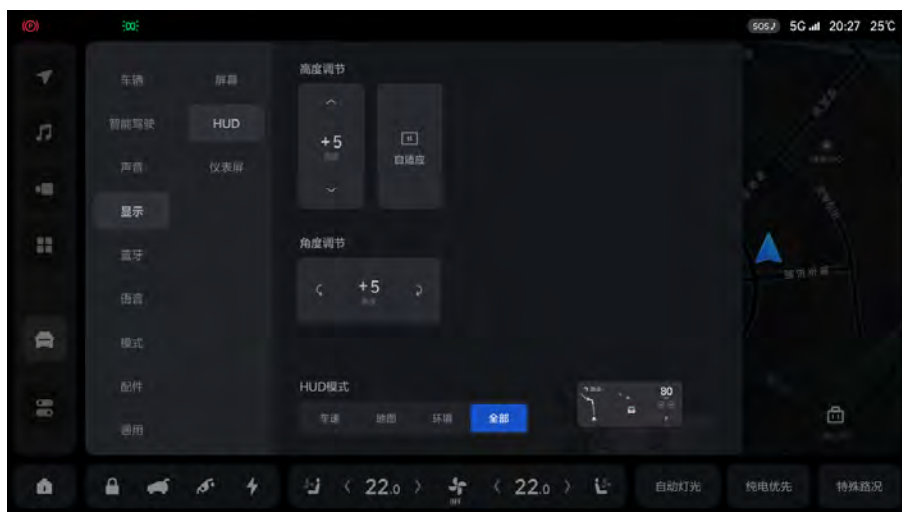 SOS
5G
20:27
25℃
车辆
屏幕
智能驾驶
HUD
声音
仪表屏
显示
蓝牙
语言
模式
配件
通用
高度调节
+5
自适应
角度调节
+5
HUD模式
车速
地图
环境
全部
80
22.0
OFF
22.0
自动灯光
纯电优先
特殊路况